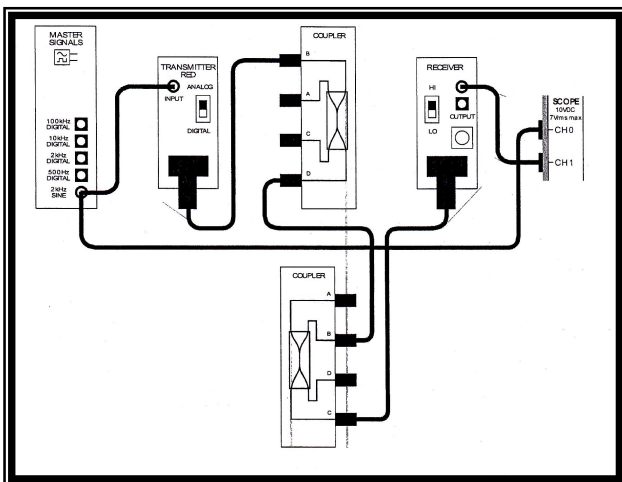 MASTER
SIGNALS
100kHz
DIGITAL
10kHz
DIGITAL
2kHz
DIGITAL
500Hz
DIGITAL
2kHz
SINE
TRANSMITTER
RED
ANALOG
INPUT
DIGITAL
COUPLER
B
A
C
D
RECEIVER
HI
OUTPUT
LO
SCOPE
10VDC
7Vrms max
CH0
CH1
COUPLER
A
B
D
C